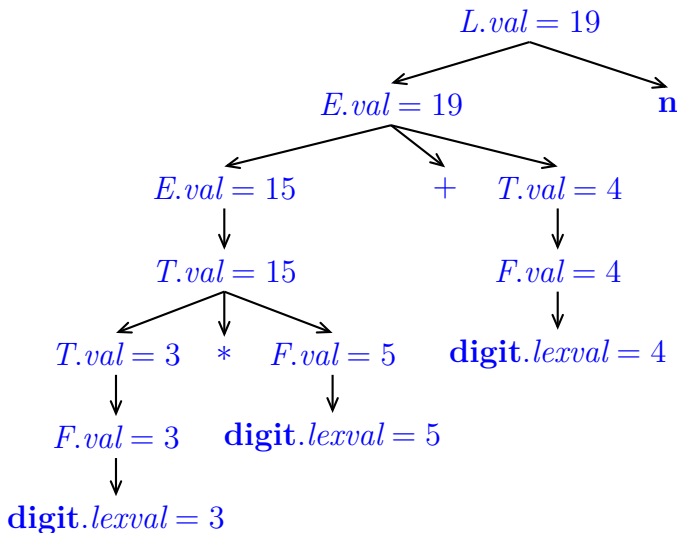 L.val = 19
E.val = 19 n
E.val = 15 + T.val = 4
T.val = 15 F.val = 4
T.val = 3 * F.val = 5 digit.lexval = 4
F.val = 3 digit.lexval = 5
digit.lexval = 3